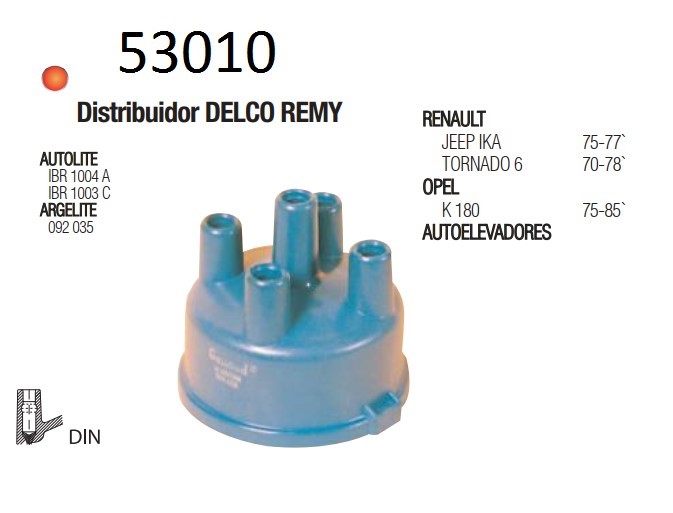 53010
Distribuidor DELCO REMY
AUTOLITE
IBR 1004 A
IBR 1003 C
ARGELITE
092 035
RENAULT
JEEP IKA 75-77`
TORNADO 6 70-78`
OPEL
K 180 75-85`
AUTOELEVADORES
DIN